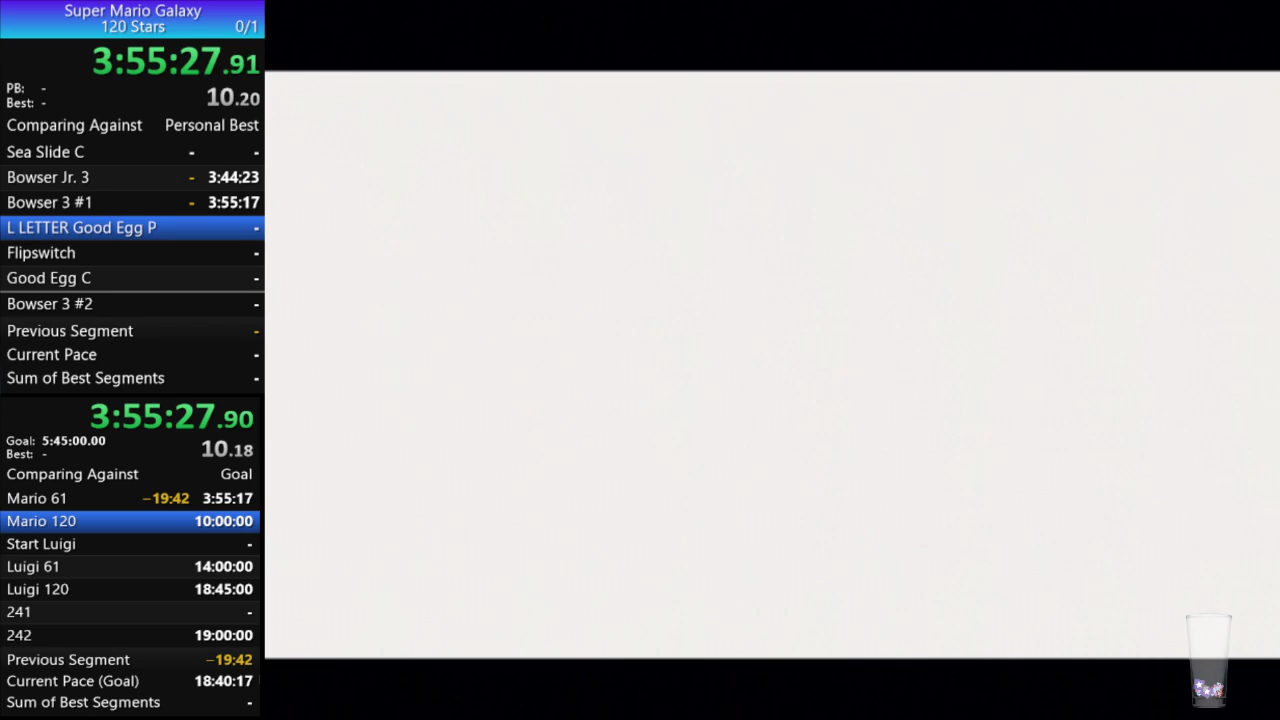 Super Mario Galaxy
120 Stars 0/1
3:55:27.91
PB: -
Best: -
10.20
Comparing Against Personal Best
Sea Slide C - -
Bowser Jr. 3 - 3:44:23
Bowser 3 #1 - 3:55:17
L LETTER Good Egg P -
Flipswitch -
Good Egg C -
Bowser 3 #2 -
Previous Segment -
Current Pace -
Sum of Best Segments -
3:55:27.90
Goal: 5:45:00.00
Best: -
10.18
Comparing Against Goal
Mario 61 −19:42 3:55:17
Mario 120 10:00:00
Start Luigi -
Luigi 61 14:00:00
Luigi 120 18:45:00
241 -
242 19:00:00
Previous Segment −19:42
Current Pace (Goal) 18:40:17
Sum of Best Segments -